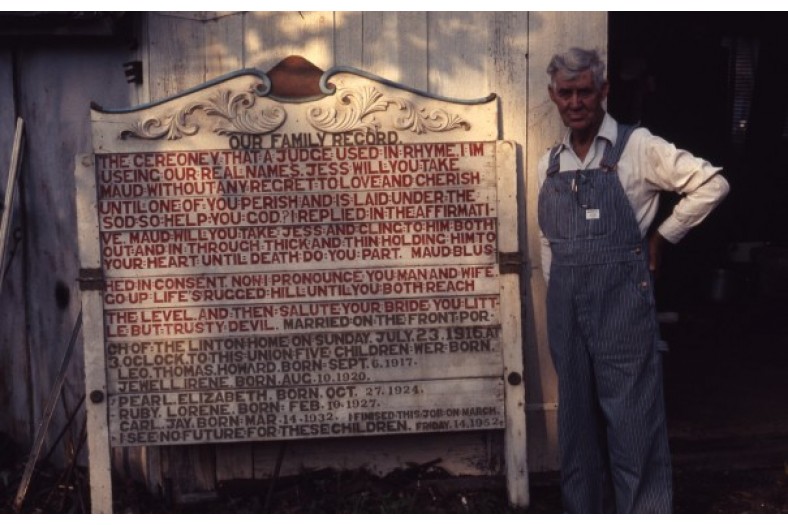 OUR FAMILY RECORD.
THE CEREONEY THAT A JUDGE USED IN RHYME, I IM
USEING OUR REAL NAMES. JESS WILL YOU TAKE
MAUD WITHOUT ANY REGRET TO LOVE AND CHERISH
UNTIL ONE OF YOU PERISH AND IS LAID UNDER THE
SOD SO HELP YOU GOD? I REPLIED IN THE AFFIRMATI-
VE. MAUD WILL YOU TAKE JESS AND CLING TO HIM BOTH
OUT AND IN THROUGH THICK AND THIN HOLDING HIM TO
YOUR HEART UNTIL DEATH DO YOU PART. MAUD BLUS
HED IN CONSENT. NOW I PRONOUNCE YOU MAN AND WIFE.
GO UP LIFE'S RUGGED HILL UNTIL YOU BOTH REACH
THE LEVEL. AND THEN SALUTE YOUR BRIDE YOU LITT
LE BUT TRUSTY DEVIL. MARRIED ON THE FRONT POR-
CH OF THE LINTON HOME ON SUNDAY, JULY. 23, 1916. AT
3, OCLOCK. TO THIS UNION FIVE CHILDREN WER BORN.
LEO. THOMAS. HOWARD. BORN. SEPT. 6. 1917.
JEWELL. IRENE. BORN. AUG. 10. 1920.
PEARL. ELIZABETH. BORN. OCT. 27. 1924.
RUBY. LORENE. BORN. FEB. 19. 1927.
CARL. JAY. BORN. MAR. 14. 1932. I FINISED THIS JOB ON MARCH.
I SEE NO FUTURE FOR THESE CHILDREN. FRIDAY. 14. 1952.